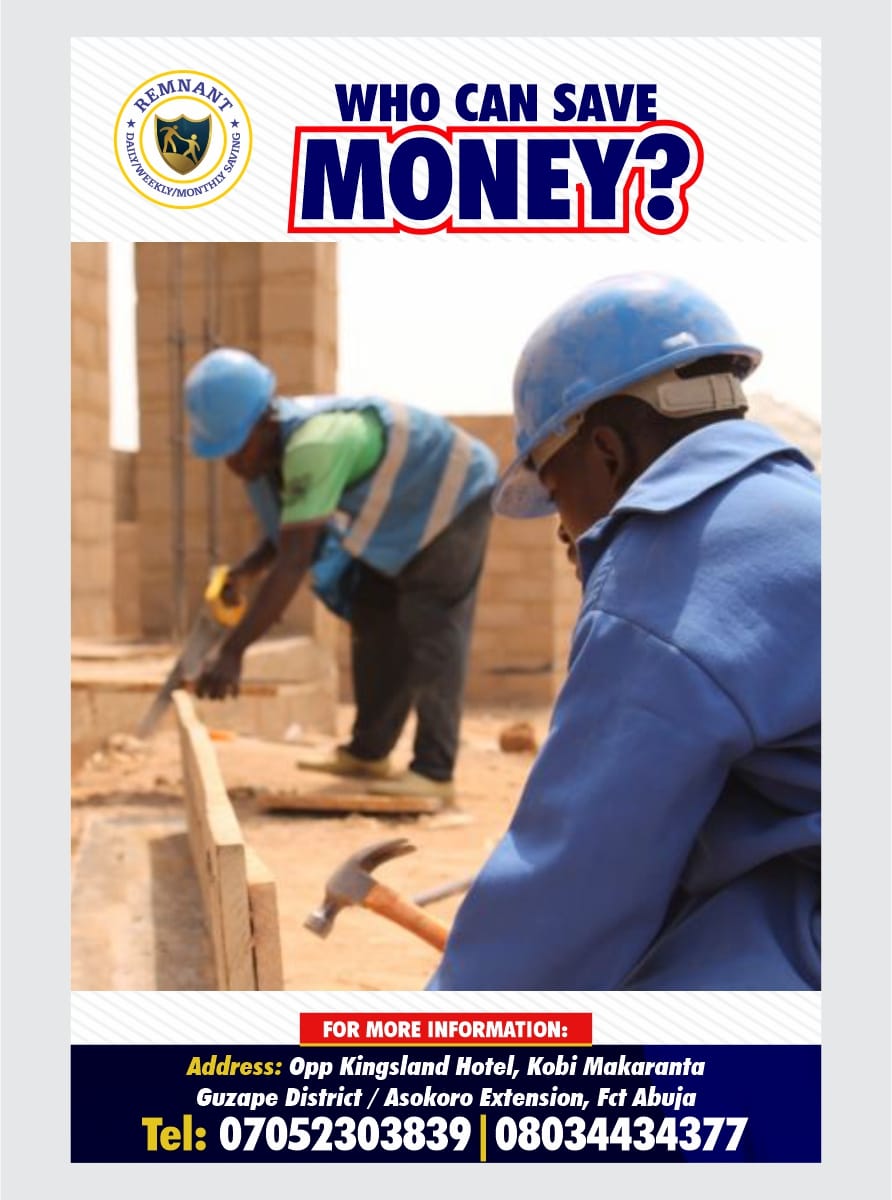 REMNANT
DAILY/WEEKLY/MONTHLY SAVING
WHO CAN SAVE
MONEY?
FOR MORE INFORMATION:
Address: Opp Kingsland Hotel, Kobi Makaranta
Guzape District / Asokoro Extension, Fct Abuja
Tel: 07052303839|08034434377